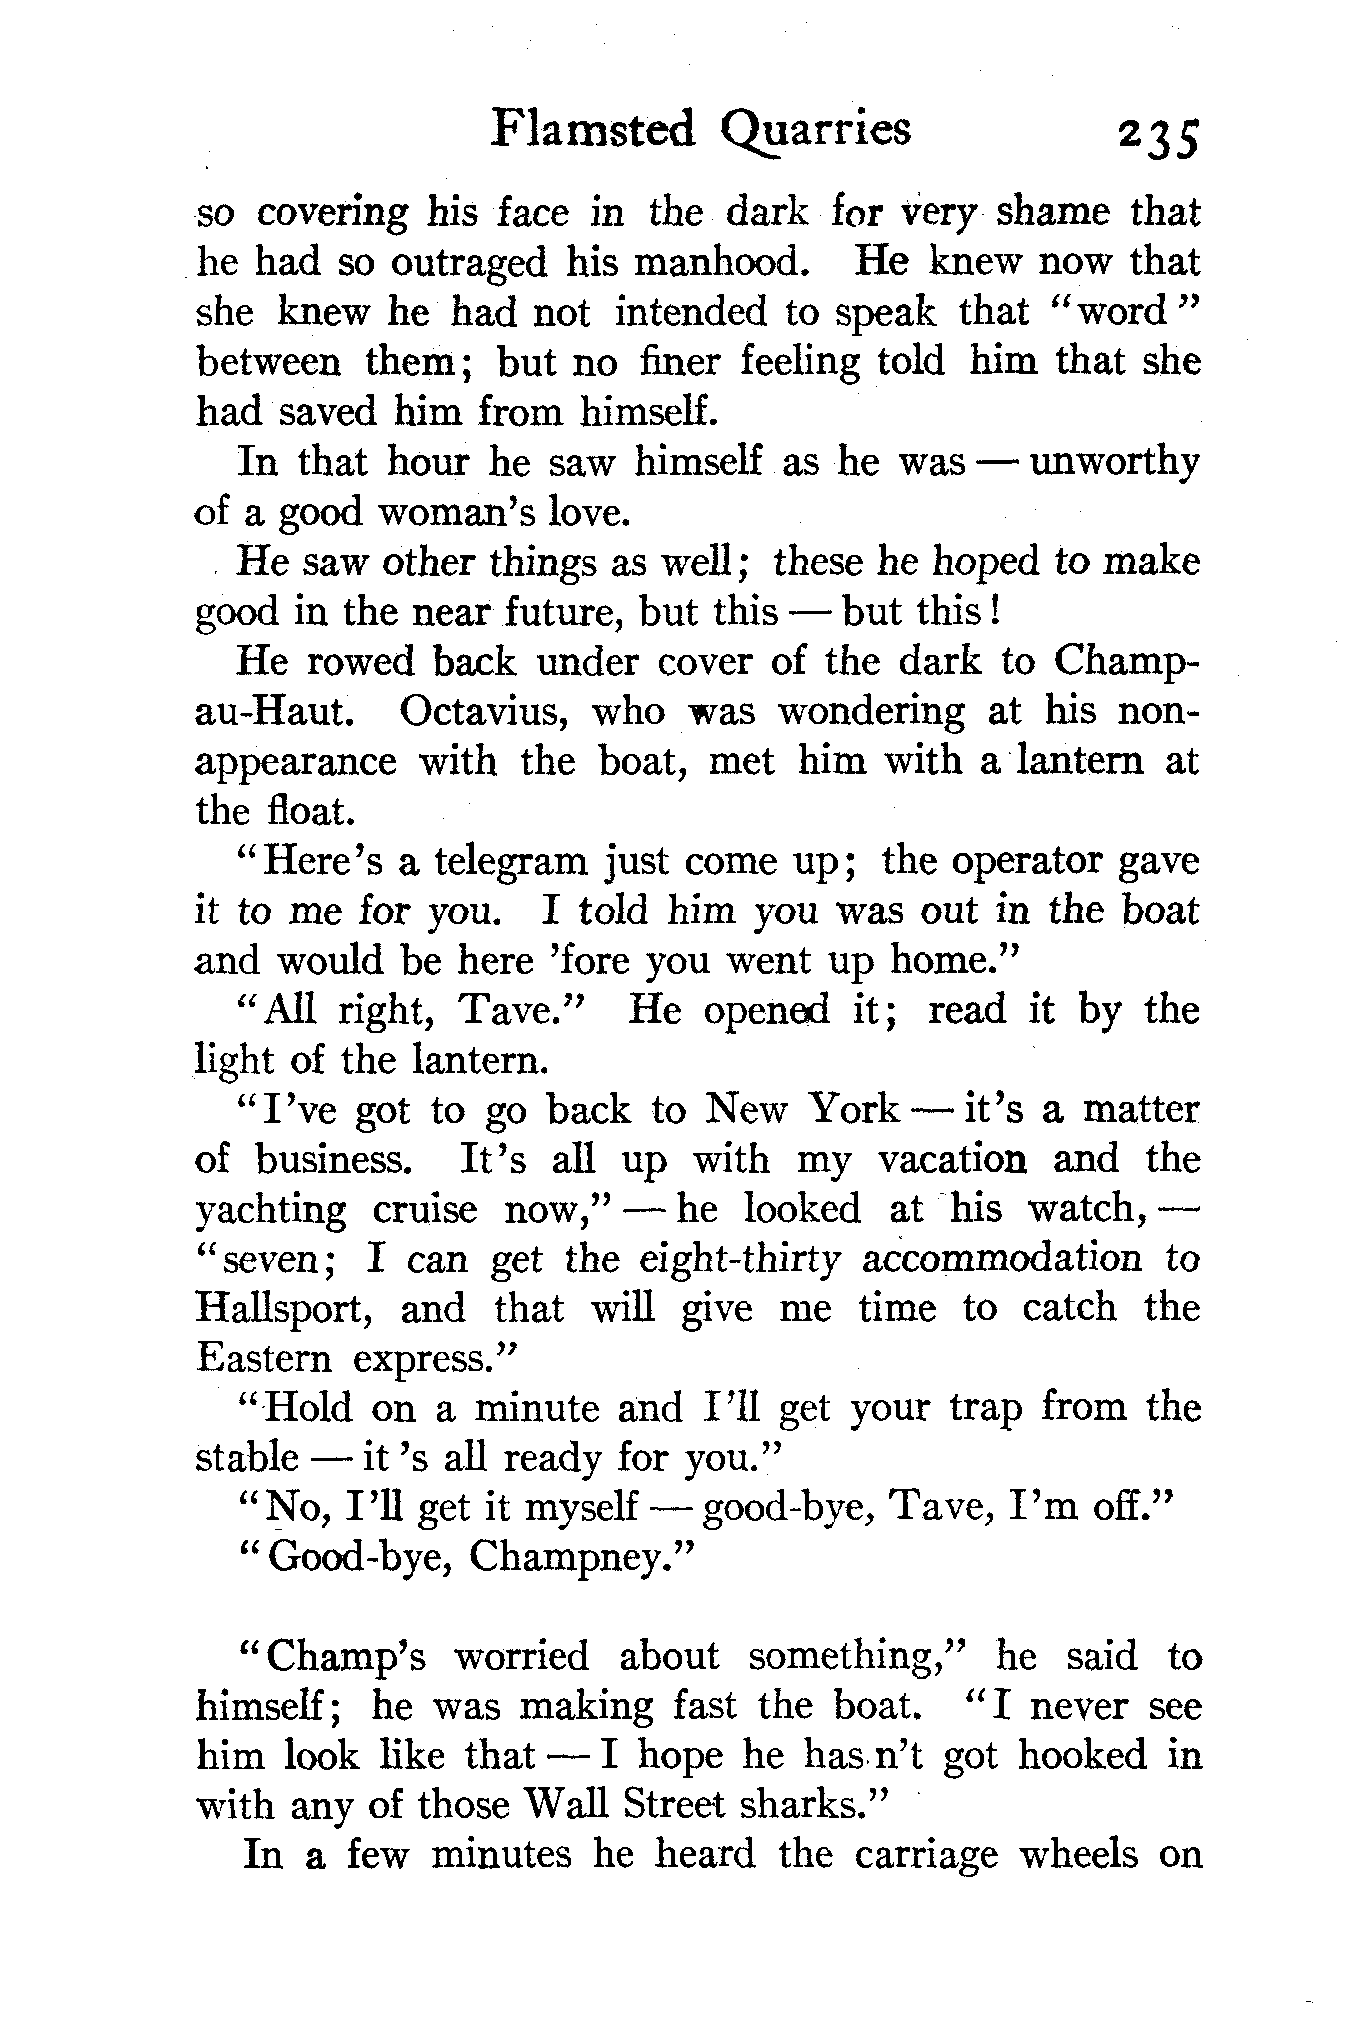 Flamsted Quarries 235
so covering his face in the dark for very shame that
he had so outraged his manhood. He knew now that
she knew he had not intended to speak that "word"
between them; but no finer feeling told him that she
had saved him from himself.
In that hour he saw himself as he was — unworthy
of a good woman's love.
He saw other things as well; these he hoped to make
good in the near future, but this — but this!
He rowed back under cover of the dark to Champ-
au-Haut. Octavius, who was wondering at his non-
appearance with the boat, met him with a lantern at
the float.
"Here's a telegram just come up; the operator gave
it to me for you. I told him you was out in the boat
and would be here 'fore you went up home."
"All right, Tave." He opened it; read it by the
light of the lantern.
"I've got to go back to New York — it's a matter
of business. It's all up with my vacation and the
yachting cruise now," — he looked at his watch, —
"seven; I can get the eight-thirty accommodation to
Hallsport, and that will give me time to catch the
Eastern express."
"Hold on a minute and I'll get your trap from the
stable — it's all ready for you."
"No, I'll get it myself — good-bye, Tave, I'm off."
"Good-bye, Champney."
"Champ's worried about something," he said to
himself; he was making fast the boat. "I never see
him look like that — I hope he hasn't got hooked in
with any of those Wall Street sharks."
In a few minutes he heard the carriage wheels on